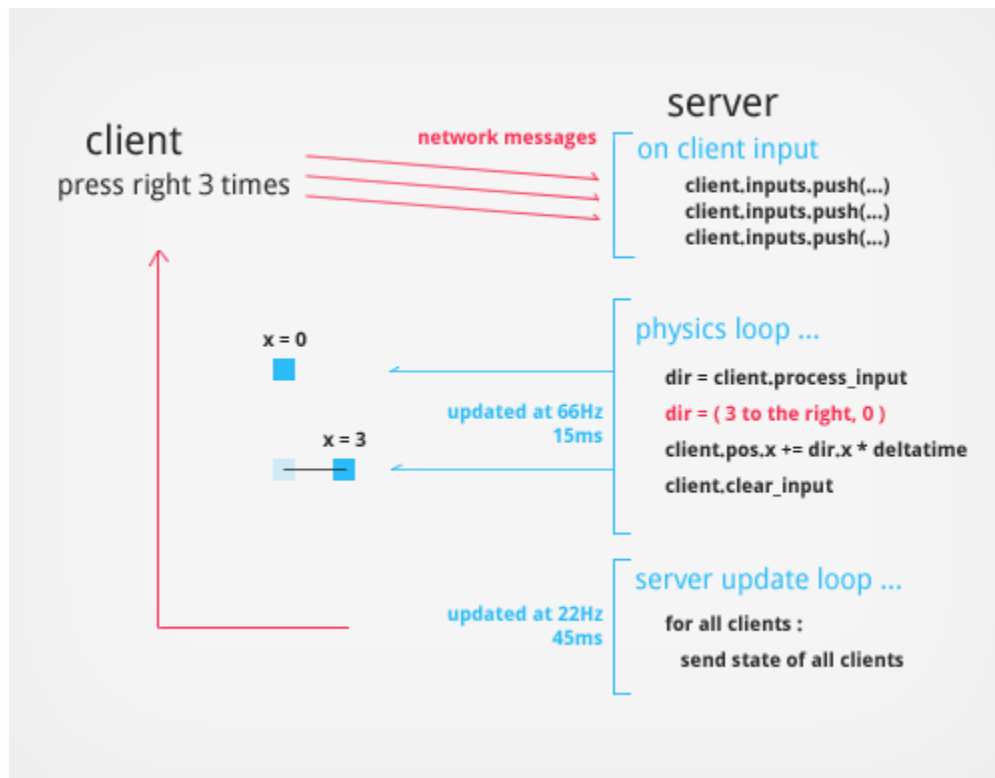 client
press right 3 times
network messages
server
on client input
client.inputs.push(...)
client.inputs.push(...)
client.inputs.push(...)
x = 0
x = 3
updated at 66Hz
15ms
physics loop ...
dir = client.process_input
dir = ( 3 to the right, 0 )
client.pos.x += dir.x * deltatime
client.clear_input
updated at 22Hz
45ms
server update loop ...
for all clients :
send state of all clients